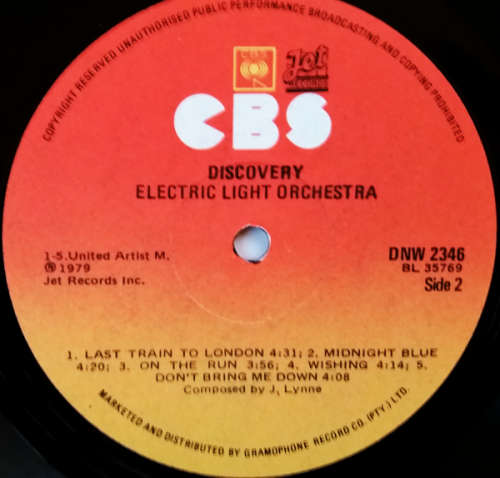 COPYRIGHT RESERVED UNAUTHORISED PUBLIC PERFORMANCE BROADCASTING AND COPYING PROHIBITED
CBS
Jet
RECORDS
CBS
DISCOVERY
ELECTRIC LIGHT ORCHESTRA
1-5.United Artist M.
℗ 1979
Jet Records Inc.
DNW 2346
BL 35769
Side 2
1. LAST TRAIN TO LONDON 4:31; 2. MIDNIGHT BLUE
4:20; 3. ON THE RUN 3:56; 4. WISHING 4:14; 5.
DON'T BRING ME DOWN 4:08
Composed by J, Lynne
MARKETED AND DISTRIBUTED BY GRAMOPHONE RECORD CO. (PTY.) LTD.